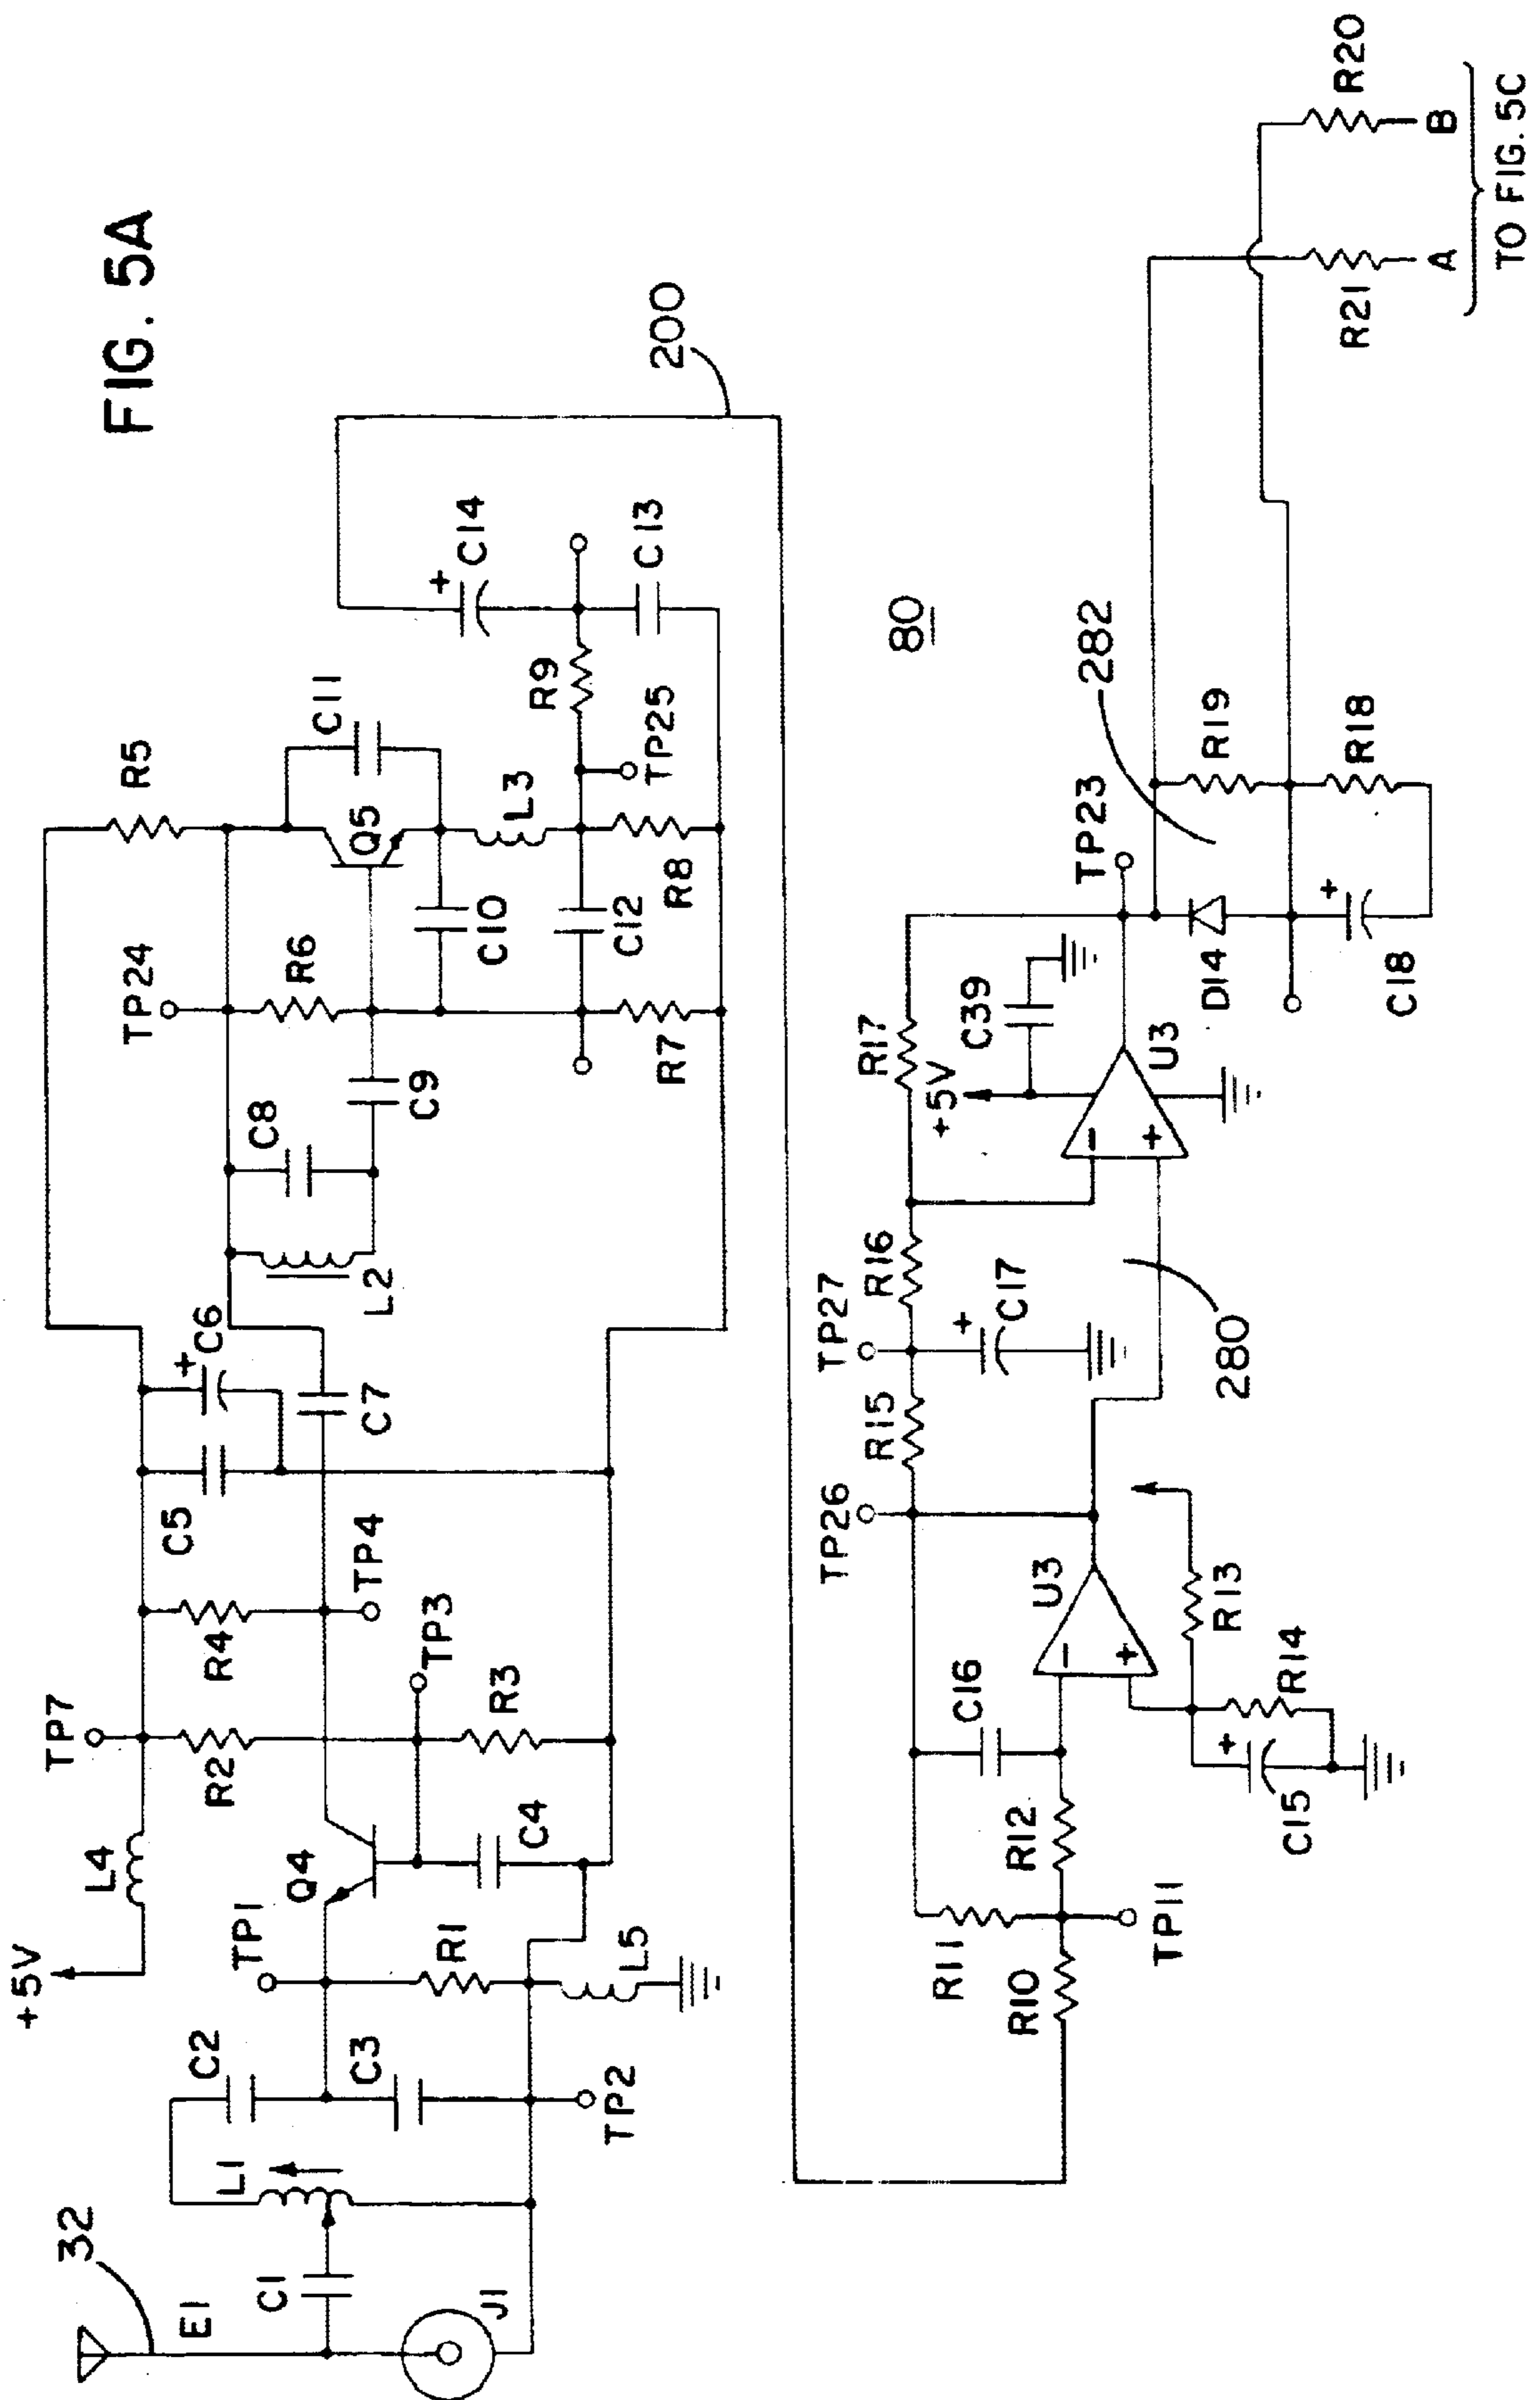 FIG. 5A
32
E1
C1
J1
L1
C2
C3
TP2
+5V
L4
TP1
Q4
R1
L5
C4
TP7
R2
R4
TP3
R3
TP4
C5
+
C6
C7
L2
C8
C9
TP24
R6
R5
Q5
C11
C10
L3
C12
R7
R8
TP25
R9
+
C14
C13
200
80
R10
R11
TP11
R12
C16
U3
-
+
R13
R14
+
C15
TP26
R15
TP27
R16
+
C17
280
R17
+5V
C39
U3
-
+
TP23
D14
282
R19
R18
+
C18
R21
R20
A
B
TO FIG. 5C